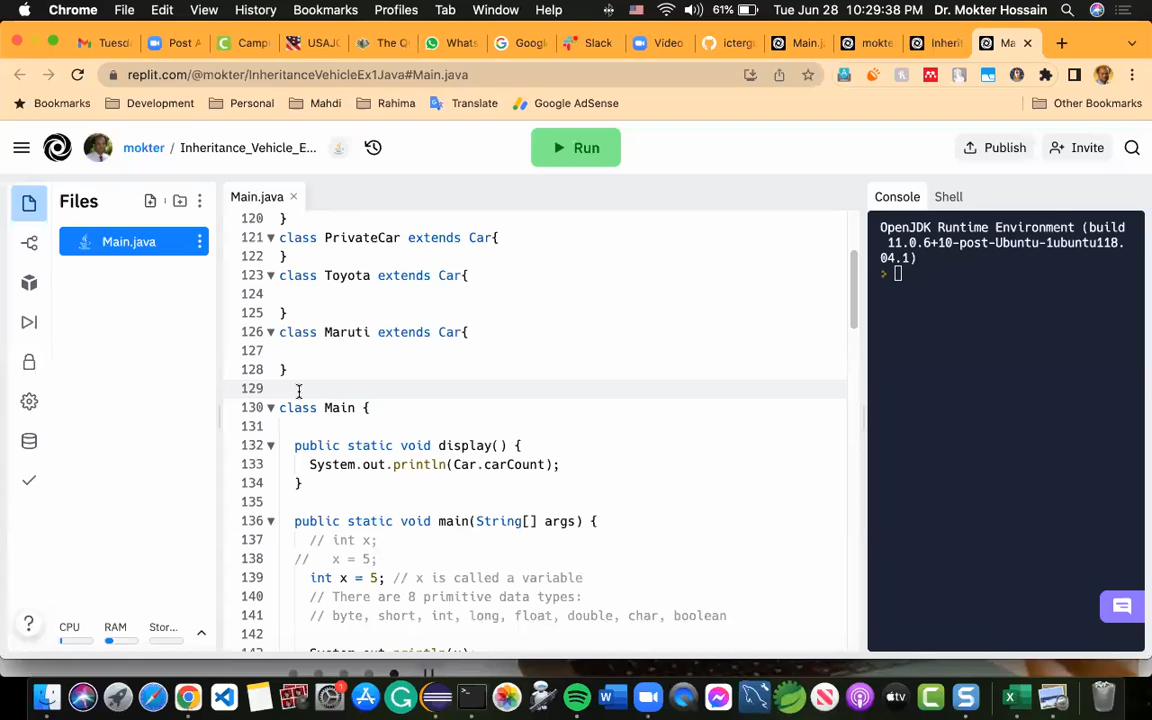 Chrome File Edit View History Bookmarks Profiles Tab Window Help 61% Tue Jun 28 10:29:38 PM Dr. Mokter Hossain
Tuesd Post A Camp USAJC The Q Whats Googl Slack Video icterg Main.j mokte Inherit Ma
replit.com/@mokter/InheritanceVehicleEx1Java#Main.java
Bookmarks Development Personal Mahdi Rahima Translate Google AdSense Other Bookmarks
mokter / Inheritance_Vehicle_E... Run Publish Invite
Files
Main.java
Main.java
Console Shell
120 }
121 class PrivateCar extends Car{
122 }
123 class Toyota extends Car{
124
125 }
126 class Maruti extends Car{
127
128 }
129
130 class Main {
131
132 public static void display() {
133 System.out.println(Car.carCount);
134 }
135
136 public static void main(String[] args) {
137 // int x;
138 // x = 5;
139 int x = 5; // x is called a variable
140 // There are 8 primitive data types:
141 // byte, short, int, long, float, double, char, boolean
142
OpenJDK Runtime Environment (build
11.0.6+10-post-Ubuntu-1ubuntu118.
04.1)
>
? CPU RAM Stor...